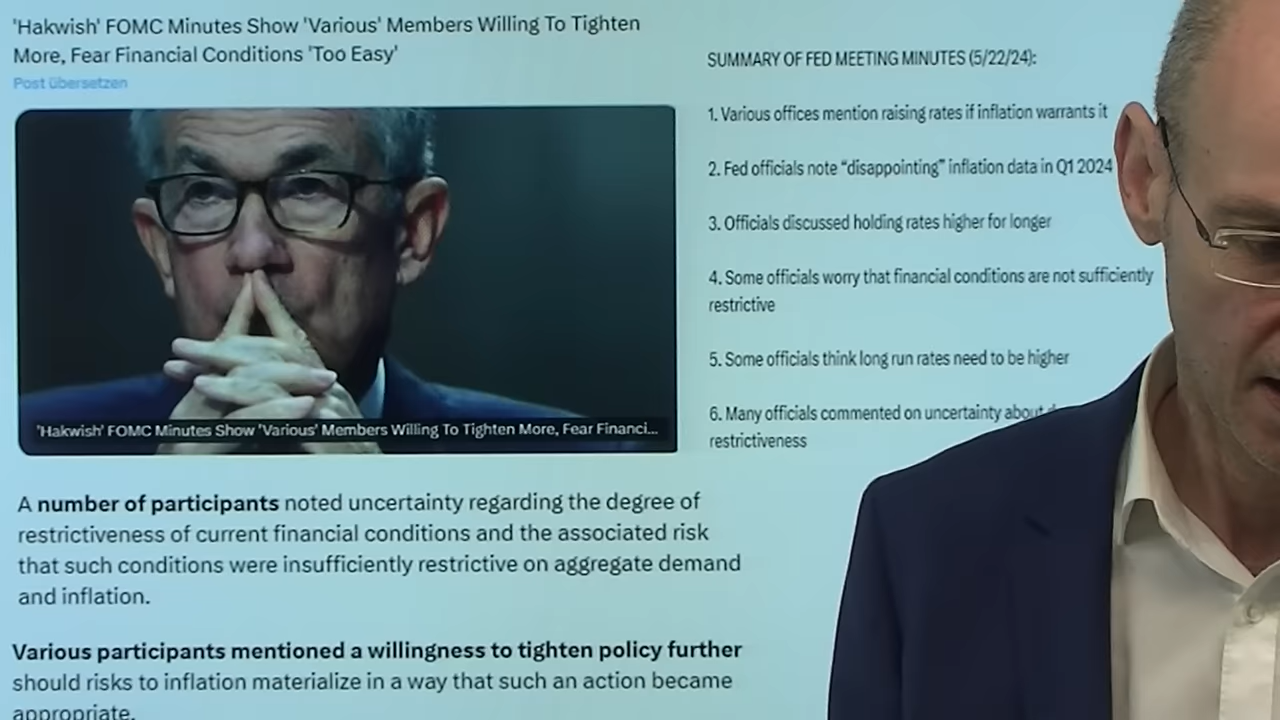 'Hakwish' FOMC Minutes Show 'Various' Members Willing To Tighten
More, Fear Financial Conditions 'Too Easy'
Post übersetzen
'Hakwish' FOMC Minutes Show 'Various' Members Willing To Tighten More, Fear Financi...
A number of participants noted uncertainty regarding the degree of
restrictiveness of current financial conditions and the associated risk
that such conditions were insufficiently restrictive on aggregate demand
and inflation.
Various participants mentioned a willingness to tighten policy further
should risks to inflation materialize in a way that such an action became
appropriate.
SUMMARY OF FED MEETING MINUTES (5/22/24):
1. Various offices mention raising rates if inflation warrants it
2. Fed officials note "disappointing" inflation data in Q1 2024
3. Officials discussed holding rates higher for longer
4. Some officials worry that financial conditions are not sufficiently
restrictive
5. Some officials think long run rates need to be higher
6. Many officials commented on uncertainty about
restrictiveness